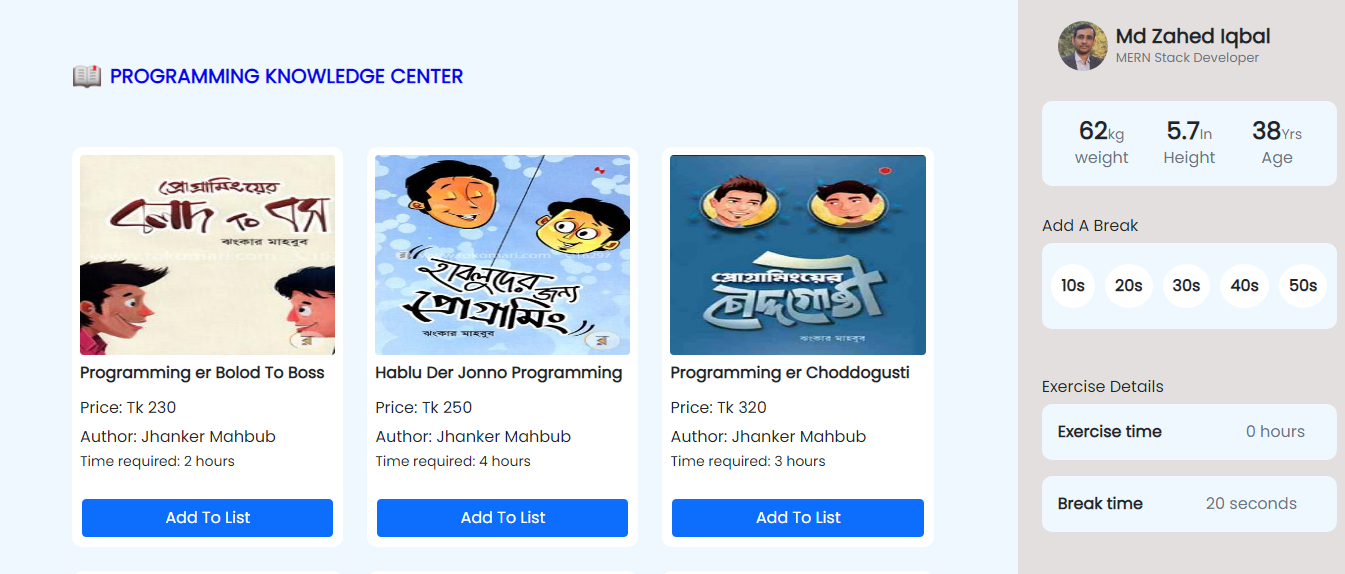 PROGRAMMING KNOWLEDGE CENTER
প্রোগ্রামিংয়ের
বলদ TO বস
ঝংকার মাহবুব
Programming er Bolod To Boss
Price: Tk 230
Author: Jhanker Mahbub
Time required: 2 hours
Add To List
হাবলুদের
জন্য
প্রোগ্রামিং
ঝংকার মাহবুব
Hablu Der Jonno Programming
Price: Tk 250
Author: Jhanker Mahbub
Time required: 4 hours
Add To List
প্রোগ্রামিংয়ের
চৌদ্দগোষ্ঠী
ঝংকার মাহবুব
Programming er Choddogusti
Price: Tk 320
Author: Jhanker Mahbub
Time required: 3 hours
Add To List
Md Zahed Iqbal
MERN Stack Developer
62kg 5.7In 38Yrs
weight Height Age
Add A Break
10s 20s 30s 40s 50s
Exercise Details
Exercise time 0 hours
Break time 20 seconds